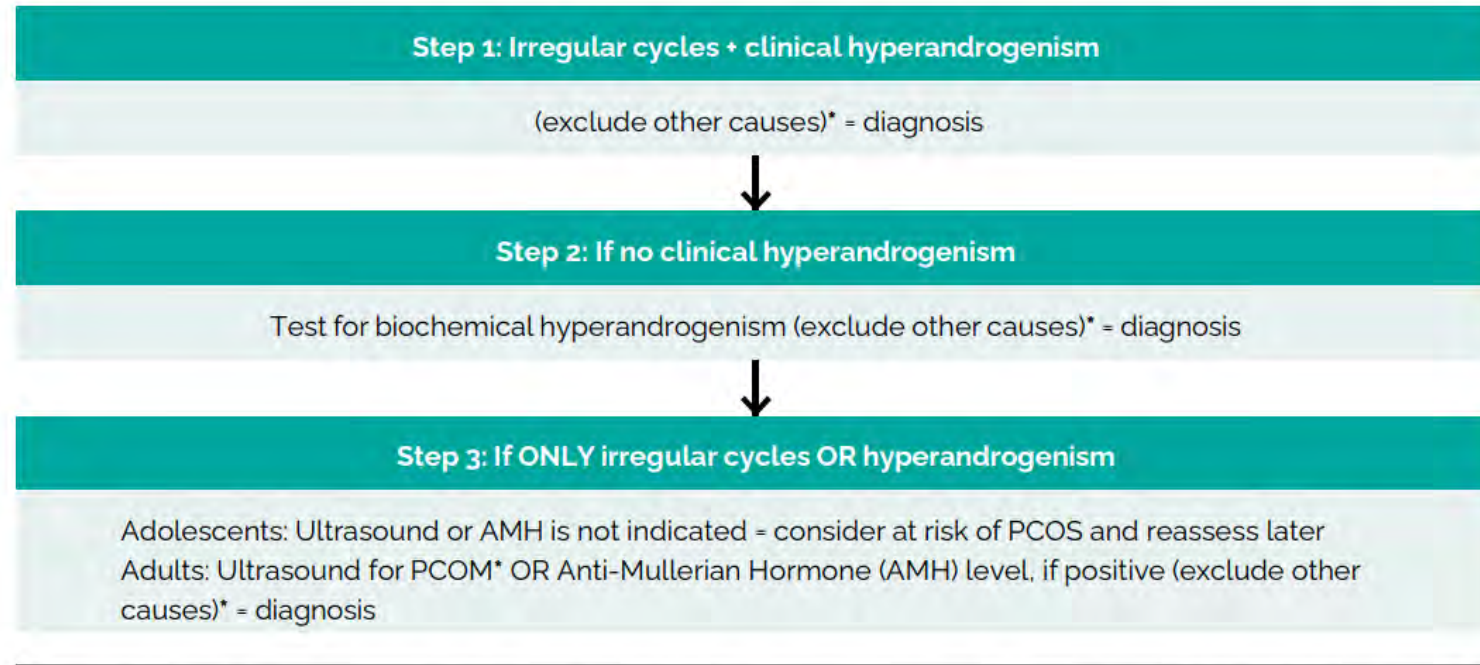 Step 1: Irregular cycles + clinical hyperandrogenism
(exclude other causes)* = diagnosis
Step 2: If no clinical hyperandrogenism
Test for biochemical hyperandrogenism (exclude other causes)* = diagnosis
Step 3: If ONLY irregular cycles OR hyperandrogenism
Adolescents: Ultrasound or AMH is not indicated = consider at risk of PCOS and reassess later
Adults: Ultrasound for PCOM* OR Anti-Mullerian Hormone (AMH) level, if positive (exclude other
causes)* = diagnosis